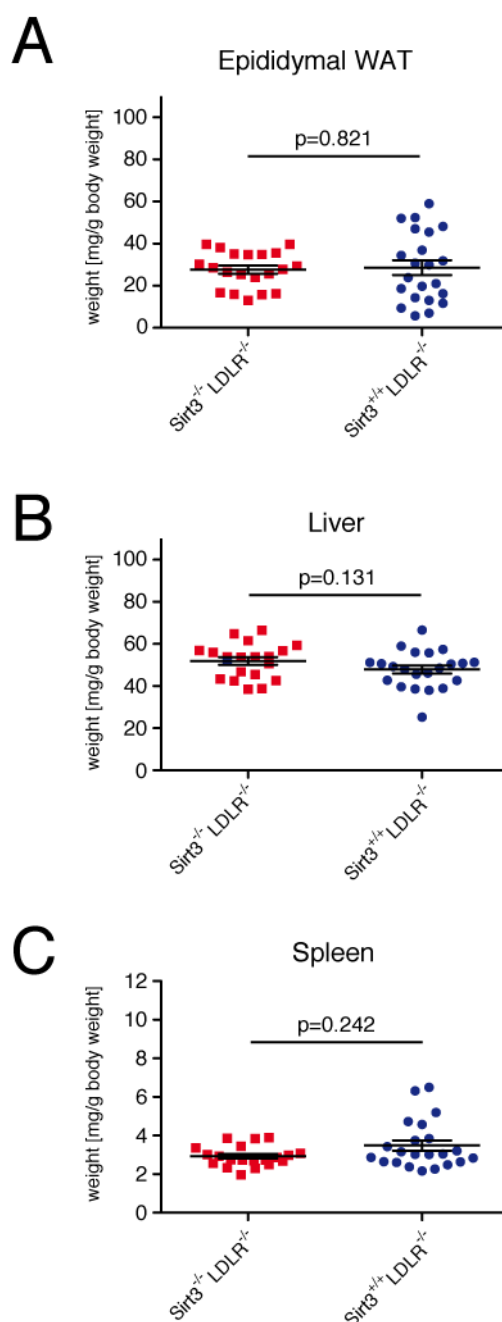 A
Epididymal WAT
weight [mg/g body weight]
100
80
60
40
20
0
p=0.821
Sirt3-/- LDLR-/-
Sirt3+/+ LDLR-/-
B
Liver
weight [mg/g body weight]
100
80
60
40
20
0
p=0.131
Sirt3-/- LDLR-/-
Sirt3+/+ LDLR-/-
C
Spleen
weight [mg/g body weight]
12
10
8
6
4
2
0
p=0.242
Sirt3-/- LDLR-/-
Sirt3+/+ LDLR-/-